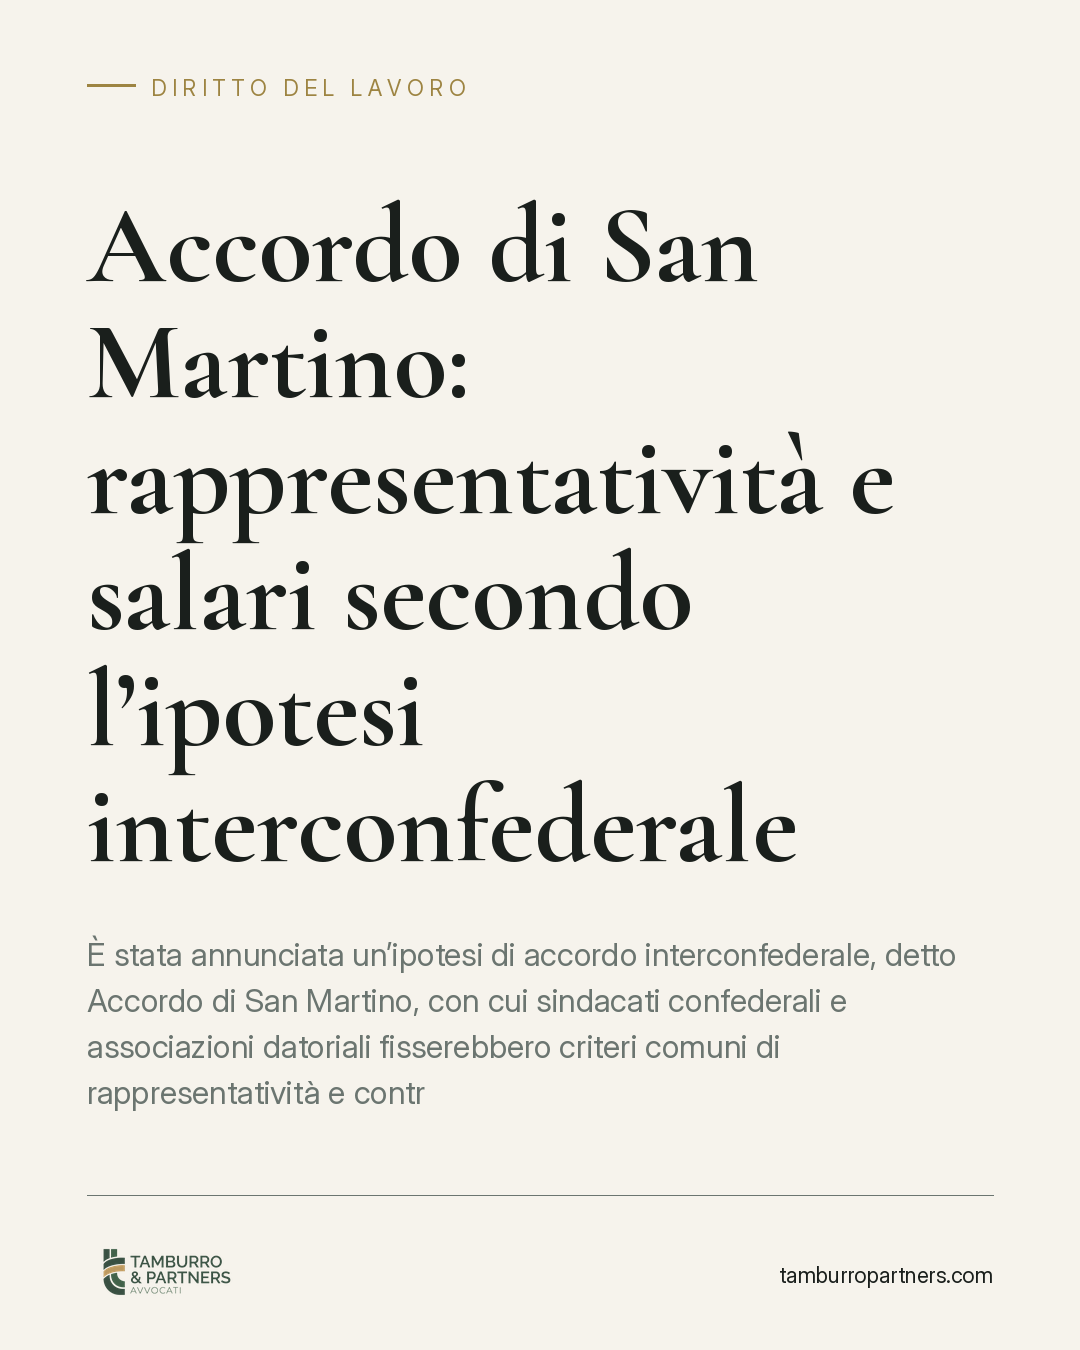 DIRITTO DEL LAVORO
Accordo di San
Martino:
rappresentatività e
salari secondo
l’ipotesi
interconfederale
È stata annunciata un’ipotesi di accordo interconfederale, detto
Accordo di San Martino, con cui sindacati confederali e
associazioni datoriali fisserebbero criteri comuni di
rappresentatività e contr
TAMBURRO
& PARTNERS
AVVOCATI
tamburropartners.com